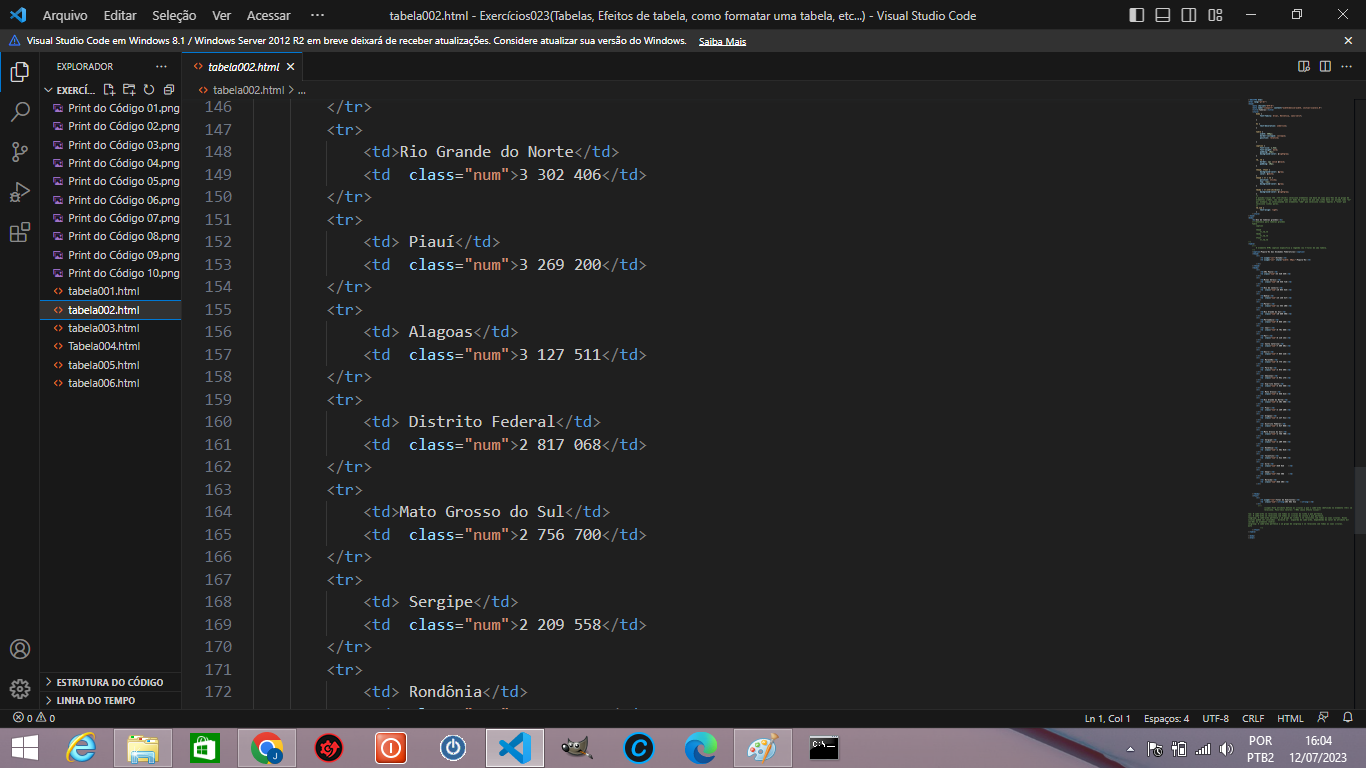 Arquivo Editar Seleção Ver Acessar ··· tabela002.html - Exercícios023(Tabelas, Efeitos de tabela, como formatar uma tabela, etc...) - Visual Studio Code
Visual Studio Code em Windows 8.1 / Windows Server 2012 R2 em breve deixará de receber atualizações. Considere atualizar sua versão do Windows. Saiba Mais
EXPLORADOR ···
EXERCÍ...
Print do Código 01.png
Print do Código 02.png
Print do Código 03.png
Print do Código 04.png
Print do Código 05.png
Print do Código 06.png
Print do Código 07.png
Print do Código 08.png
Print do Código 09.png
Print do Código 10.png
tabela001.html
tabela002.html
tabela003.html
Tabela004.html
tabela005.html
tabela006.html
ESTRUTURA DO CÓDIGO
LINHA DO TEMPO
tabela002.html
tabela002.html > ...
146 </tr>
147 <tr>
148 <td>Rio Grande do Norte</td>
149 <td  class="num">3 302 406</td>
150 </tr>
151 <tr>
152 <td> Piauí</td>
153 <td  class="num">3 269 200</td>
154 </tr>
155 <tr>
156 <td> Alagoas</td>
157 <td  class="num">3 127 511</td>
158 </tr>
159 <tr>
160 <td> Distrito Federal</td>
161 <td  class="num">2 817 068</td>
162 </tr>
163 <tr>
164 <td>Mato Grosso do Sul</td>
165 <td  class="num">2 756 700</td>
166 </tr>
167 <tr>
168 <td> Sergipe</td>
169 <td  class="num">2 209 558</td>
170 </tr>
171 <tr>
172 <td> Rondônia</td>
0 0 Ln 1, Col 1 Espaços: 4 UTF-8 CRLF HTML
POR 16:04
PTB2 12/07/2023